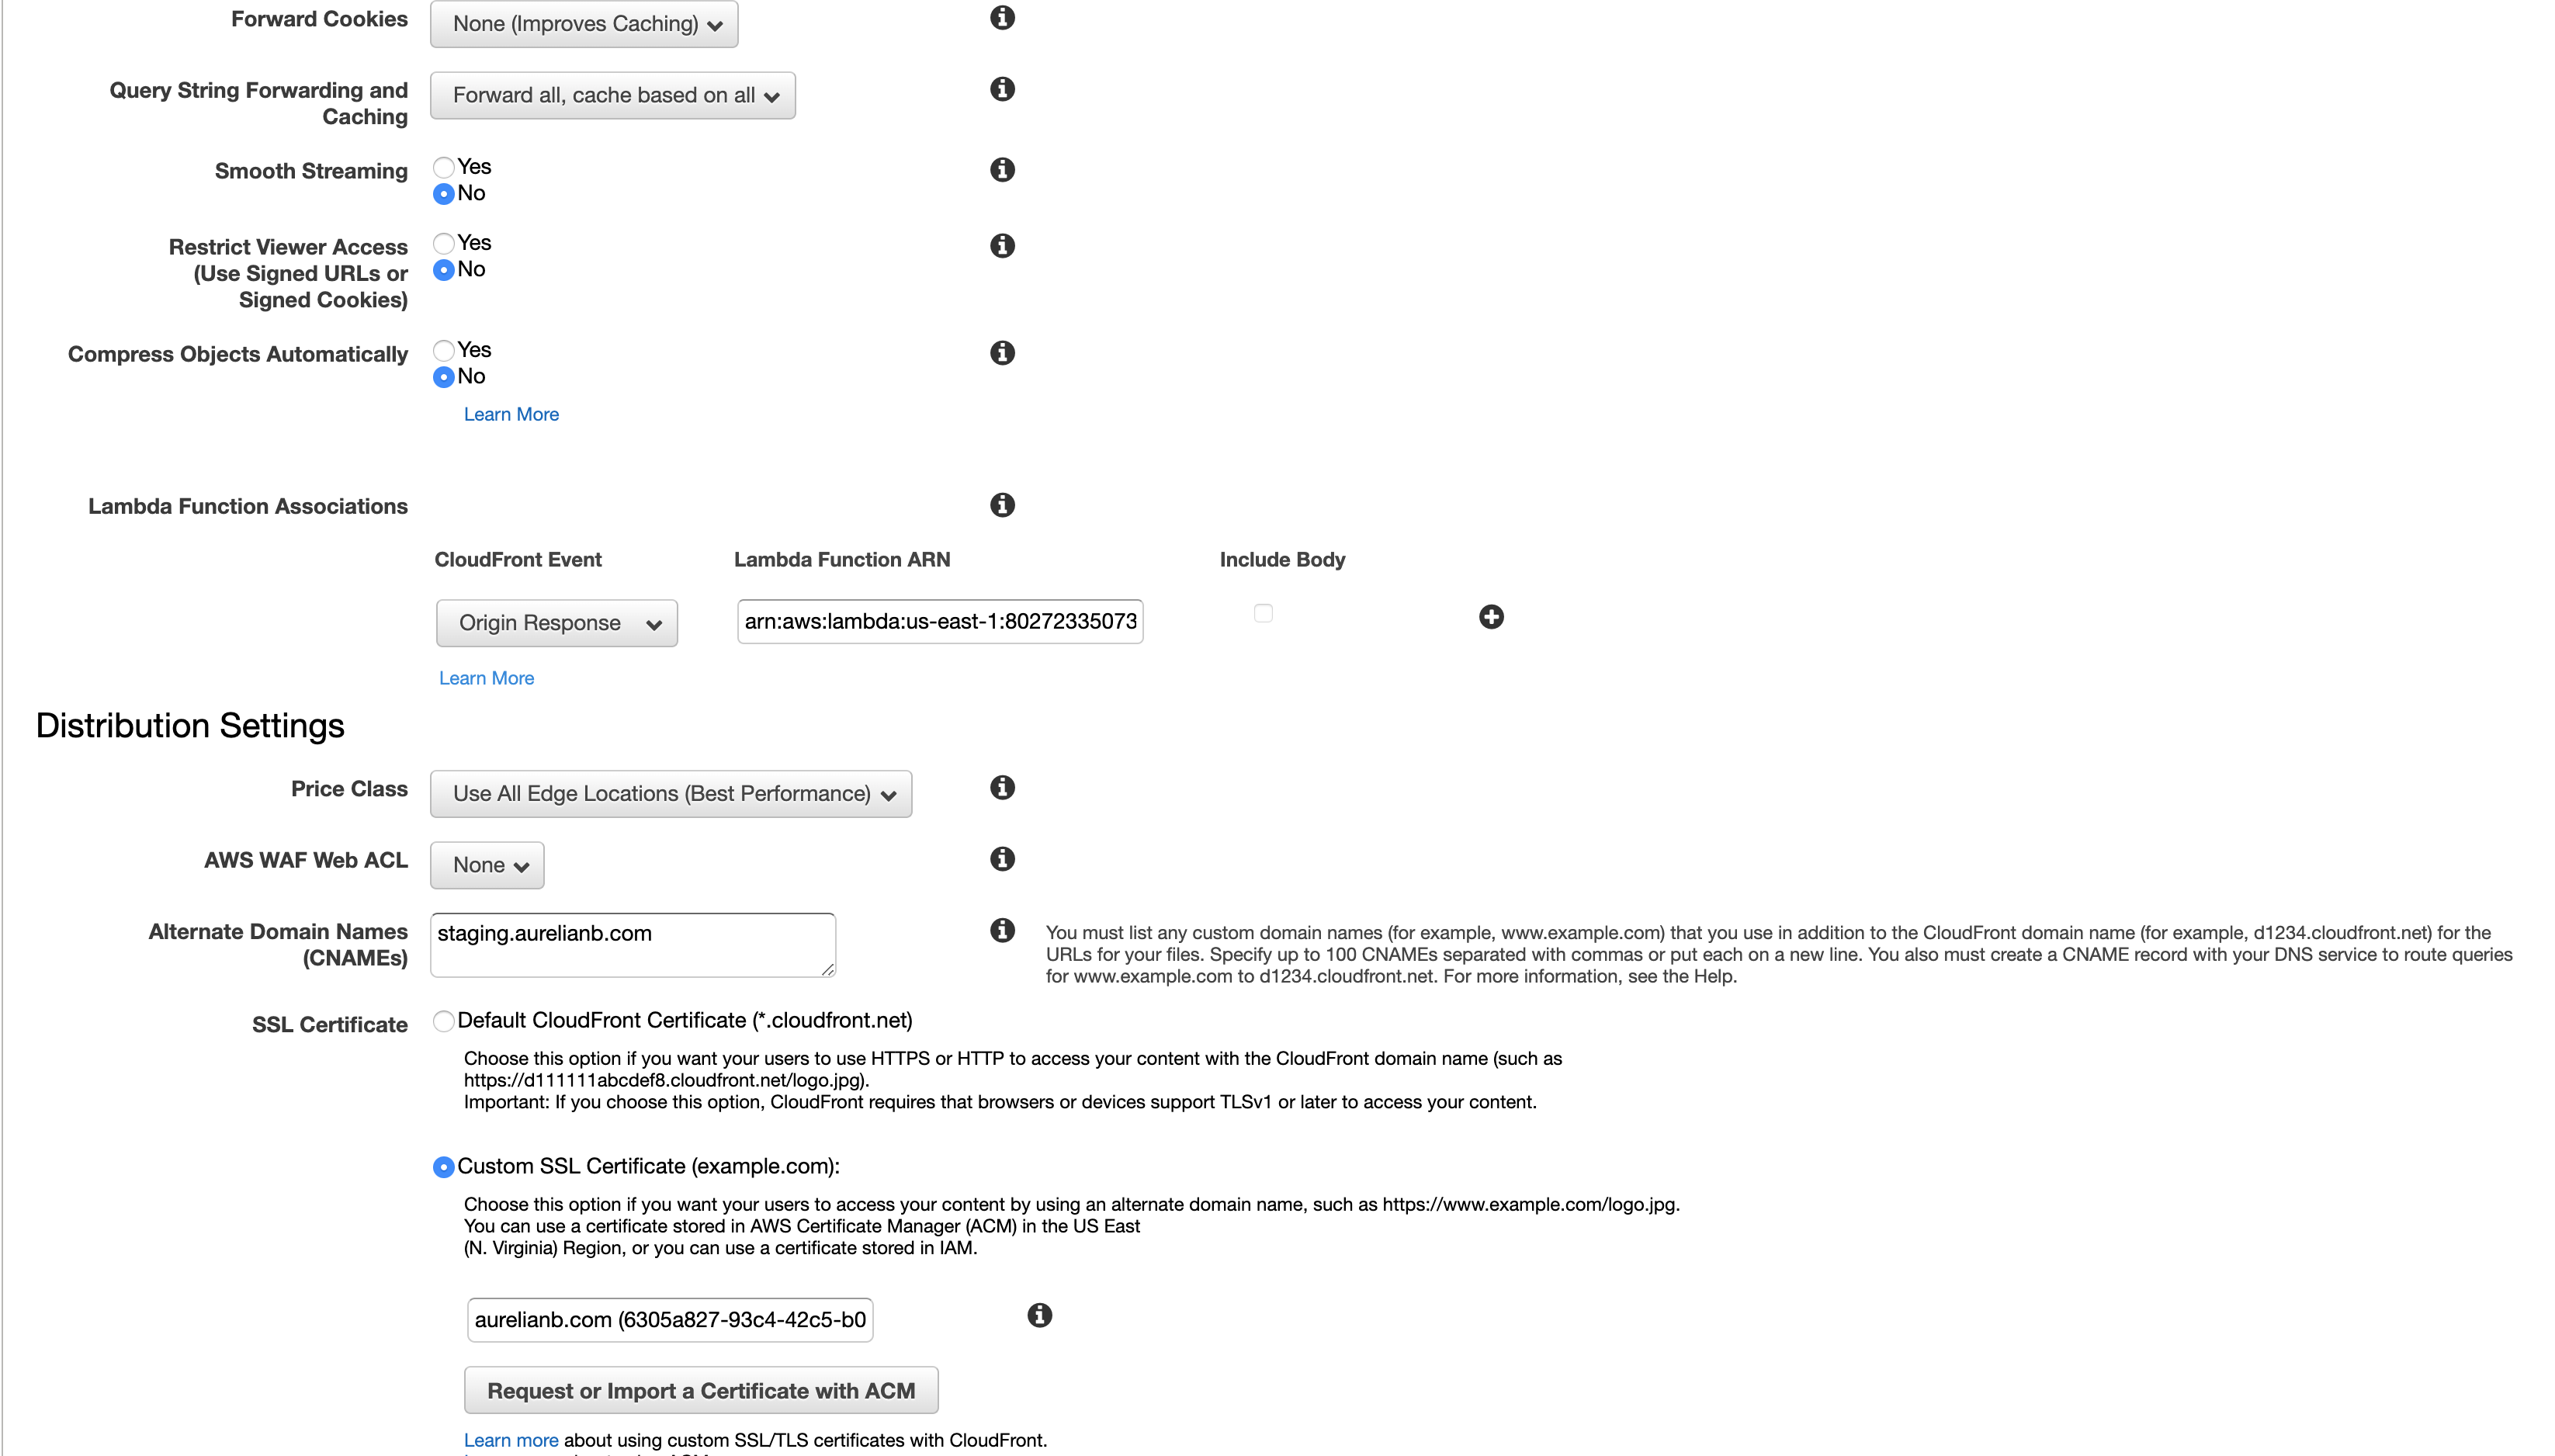 Forward Cookies
None (Improves Caching)
Query String Forwarding and
Caching
Forward all, cache based on all
Smooth Streaming
Yes
No
Restrict Viewer Access
(Use Signed URLs or
Signed Cookies)
Yes
No
Compress Objects Automatically
Yes
No
Learn More
Lambda Function Associations
CloudFront Event
Lambda Function ARN
Include Body
Origin Response
arn:aws:lambda:us-east-1:80272335073
Learn More
Distribution Settings
Price Class
Use All Edge Locations (Best Performance)
AWS WAF Web ACL
None
Alternate Domain Names
(CNAMEs)
staging.aurelianb.com
You must list any custom domain names (for example, www.example.com) that you use in addition to the CloudFront domain name (for example, d1234.cloudfront.net) for the
URLs for your files. Specify up to 100 CNAMEs separated with commas or put each on a new line. You also must create a CNAME record with your DNS service to route queries
for www.example.com to d1234.cloudfront.net. For more information, see the Help.
SSL Certificate
Default CloudFront Certificate (*.cloudfront.net)
Choose this option if you want your users to use HTTPS or HTTP to access your content with the CloudFront domain name (such as
https://d111111abcdef8.cloudfront.net/logo.jpg).
Important: If you choose this option, CloudFront requires that browsers or devices support TLSv1 or later to access your content.
Custom SSL Certificate (example.com):
Choose this option if you want your users to access your content by using an alternate domain name, such as https://www.example.com/logo.jpg.
You can use a certificate stored in AWS Certificate Manager (ACM) in the US East
(N. Virginia) Region, or you can use a certificate stored in IAM.
aurelianb.com (6305a827-93c4-42c5-b0
Request or Import a Certificate with ACM
Learn more about using custom SSL/TLS certificates with CloudFront.